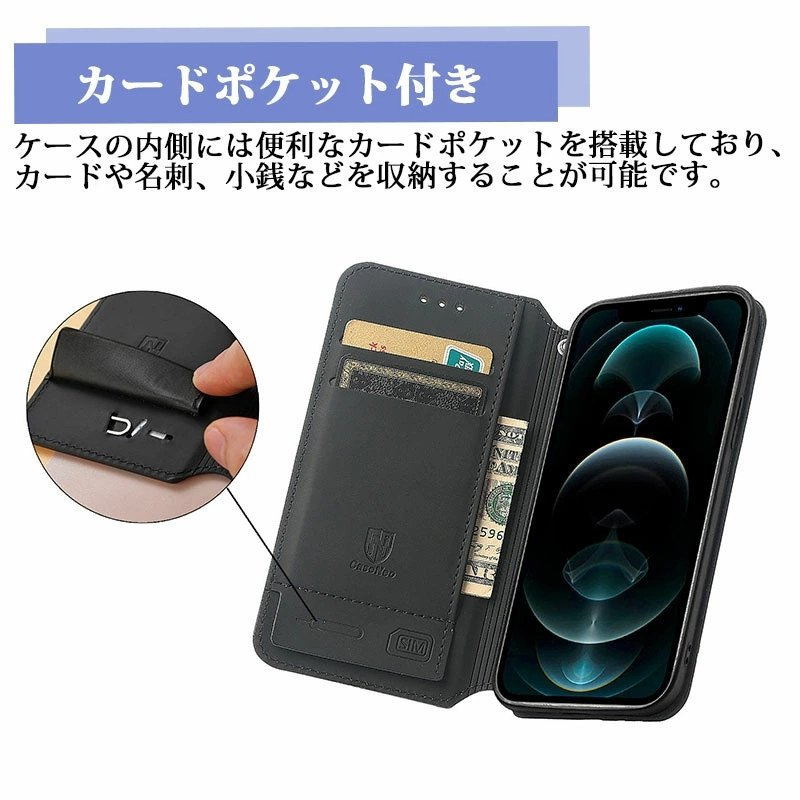 カードポケット付き
ケースの内側には便利なカードポケットを搭載しており、
カードや名刺、小銭などを収納することが可能です。
CaseNeo
SIM
2596